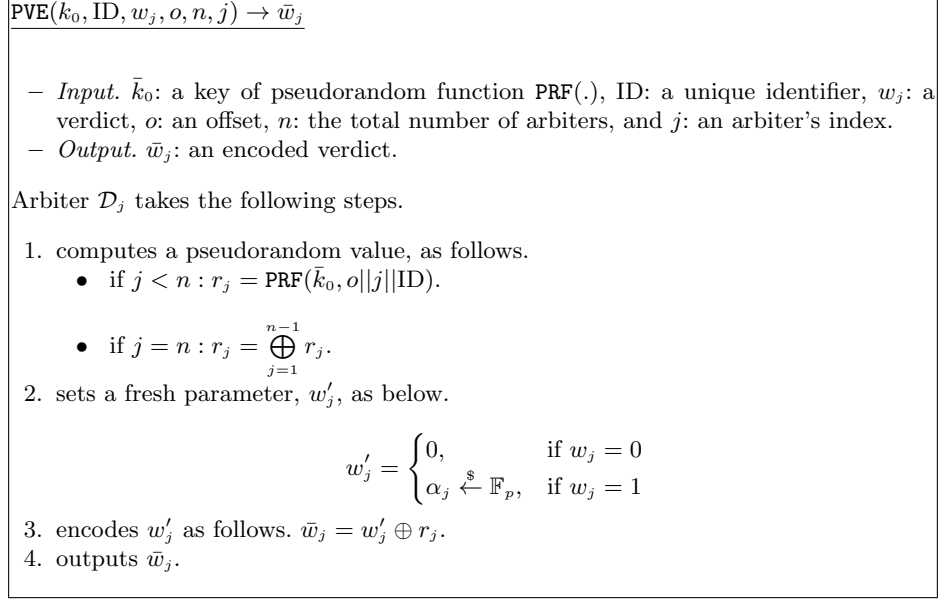 PVE(k₀, ID, wⱼ, o, n, j) → w̄ⱼ
– Input. k̄₀: a key of pseudorandom function PRF(.), ID: a unique identifier, wⱼ: a
verdict, o: an offset, n: the total number of arbiters, and j: an arbiter's index.
– Output. w̄ⱼ: an encoded verdict.
Arbiter 𝒟ⱼ takes the following steps.
1. computes a pseudorandom value, as follows.
• if j < n : rⱼ = PRF(k̄₀, o||j||ID).
• if j = n : rⱼ = ⨁_{j=1}^{n−1} rⱼ.
2. sets a fresh parameter, w′ⱼ, as below.
w′ⱼ = { 0, if wⱼ = 0
αⱼ ←$ 𝔽ₚ, if wⱼ = 1
3. encodes w′ⱼ as follows. w̄ⱼ = w′ⱼ ⊕ rⱼ.
4. outputs w̄ⱼ.